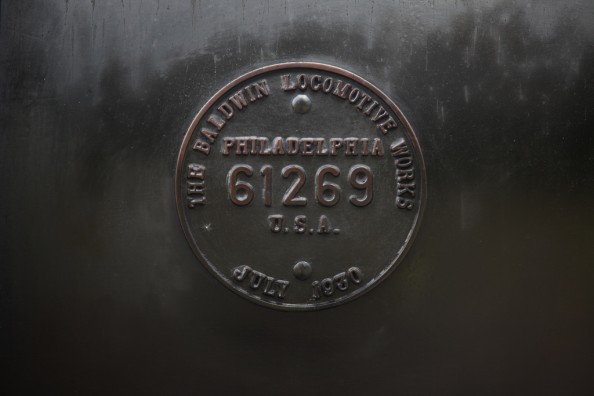 THE BALDWIN LOCOMOTIVE WORKS
PHILADELPHIA
61269
U.S.A.
JULY 1930